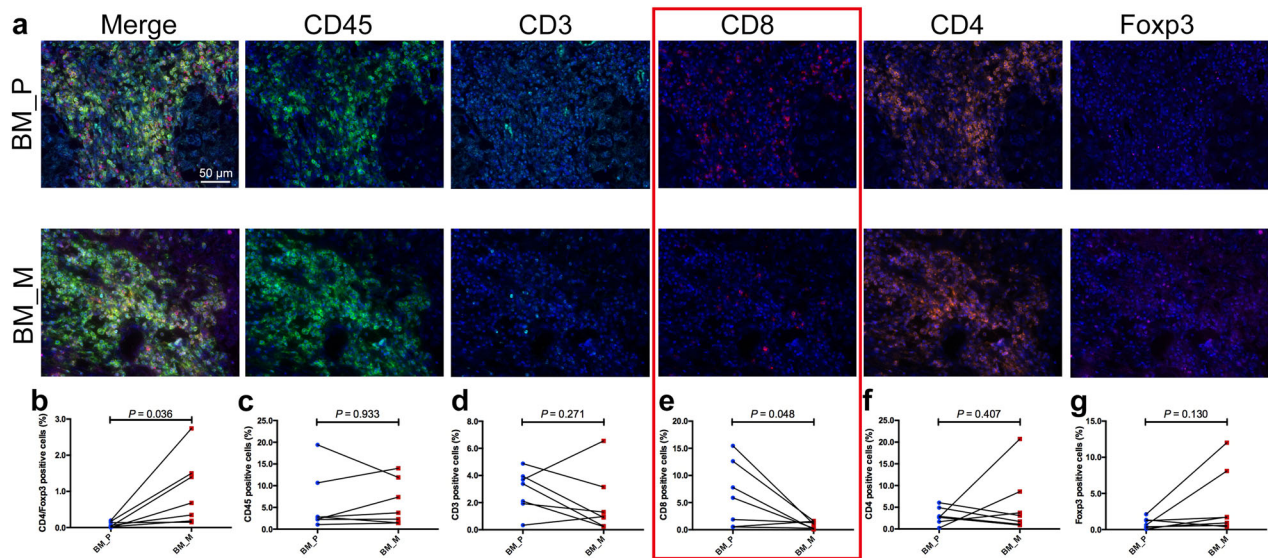 a Merge CD45 CD3 CD8 CD4 Foxp3
BM_P
50 µm
BM_M
b
CD4/Foxp3 positive cells (%)
P = 0.036
3.0
2.0
1.0
0.0
BM_P BM_M
c
CD45 positive cells (%)
P = 0.933
25.0
20.0
15.0
10.0
5.0
0.0
BM_P BM_M
d
CD3 positive cells (%)
P = 0.271
8.0
6.0
4.0
2.0
0.0
BM_P BM_M
e
CD8 positive cells (%)
P = 0.048
20.0
15.0
10.0
5.0
0.0
BM_P BM_M
f
CD4 positive cells (%)
P = 0.407
25.0
20.0
15.0
10.0
5.0
0.0
BM_P BM_M
g
Foxp3 positive cells (%)
P = 0.130
15.0
10.0
5.0
0.0
BM_P BM_M